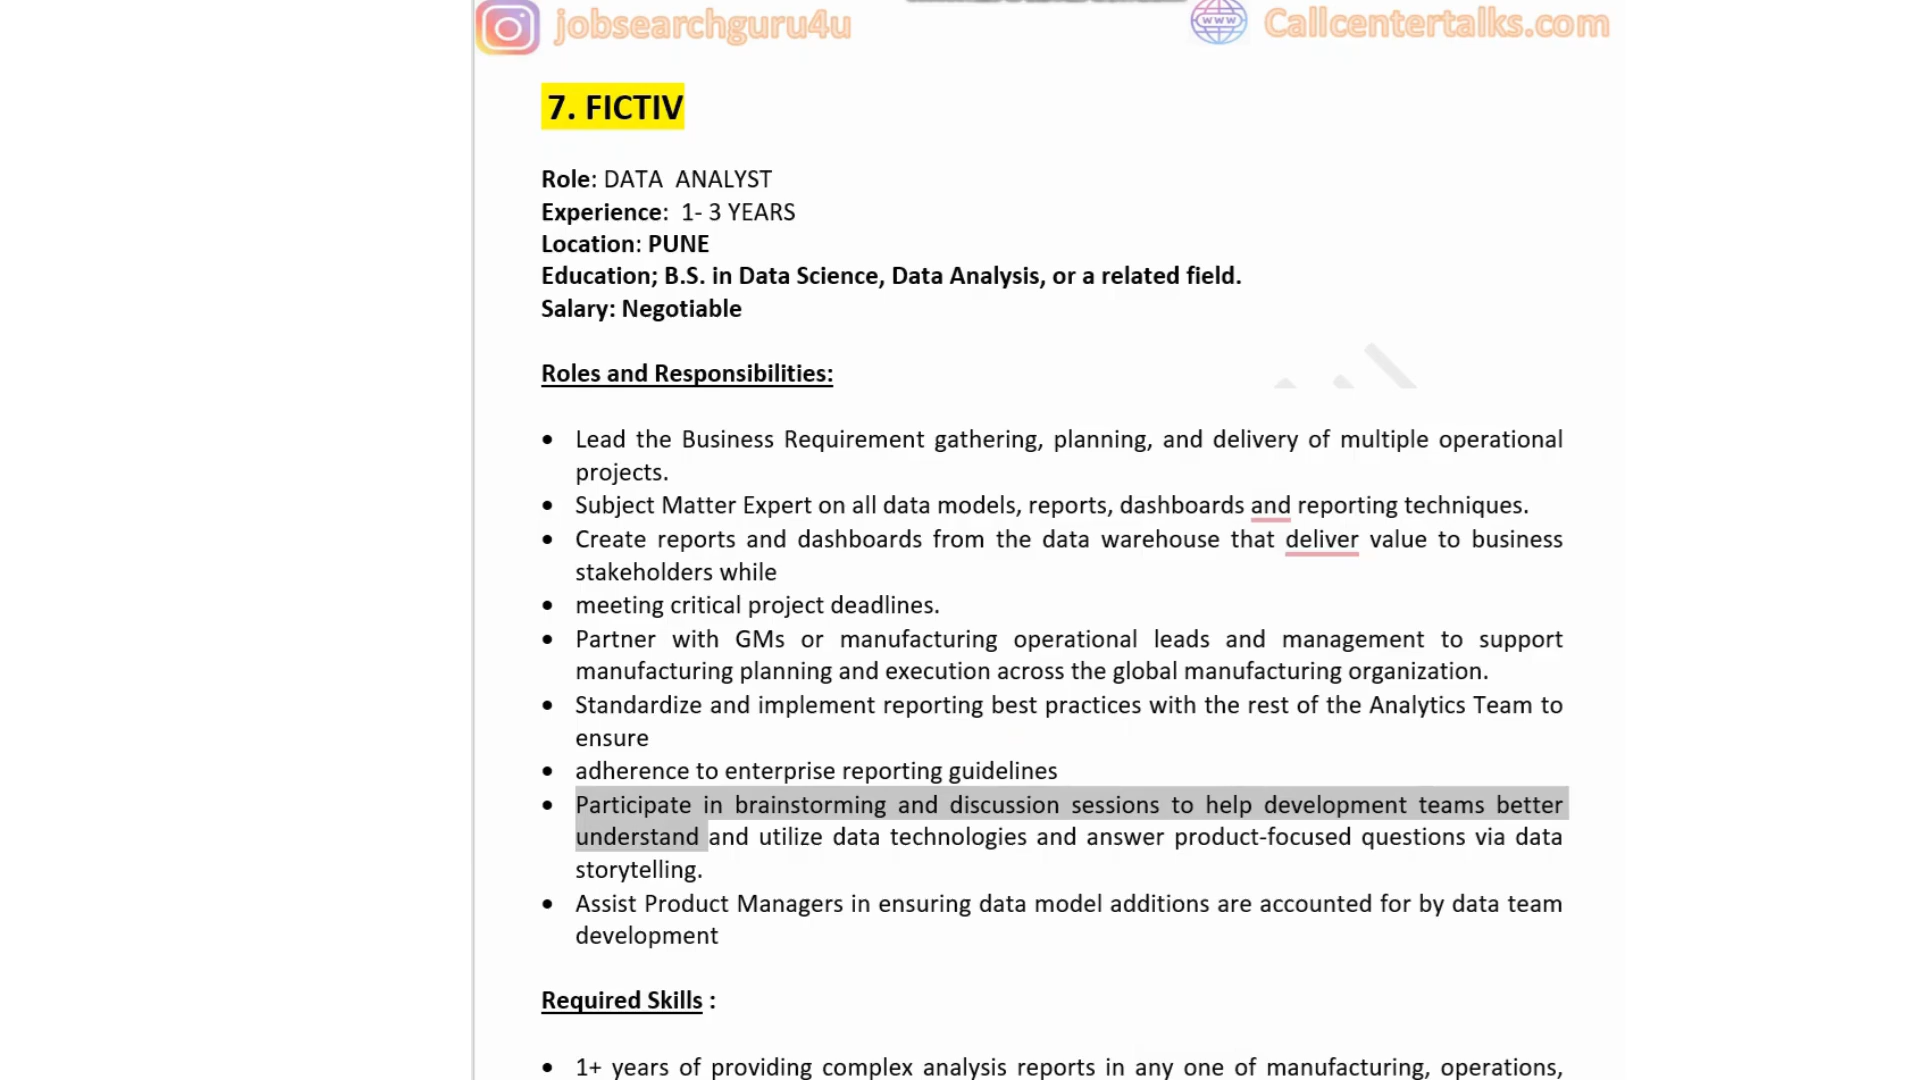 jobsearchguru4u
www
Callcentertalks.com
7. FICTIV
Role: DATA ANALYST
Experience: 1- 3 YEARS
Location: PUNE
Education; B.S. in Data Science, Data Analysis, or a related field.
Salary: Negotiable
Roles and Responsibilities:
• Lead the Business Requirement gathering, planning, and delivery of multiple operational
projects.
• Subject Matter Expert on all data models, reports, dashboards and reporting techniques.
• Create reports and dashboards from the data warehouse that deliver value to business
stakeholders while
• meeting critical project deadlines.
• Partner with GMs or manufacturing operational leads and management to support
manufacturing planning and execution across the global manufacturing organization.
• Standardize and implement reporting best practices with the rest of the Analytics Team to
ensure
• adherence to enterprise reporting guidelines
• Participate in brainstorming and discussion sessions to help development teams better
understand and utilize data technologies and answer product-focused questions via data
storytelling.
• Assist Product Managers in ensuring data model additions are accounted for by data team
development
Required Skills :
• 1+ years of providing complex analysis reports in any one of manufacturing, operations,